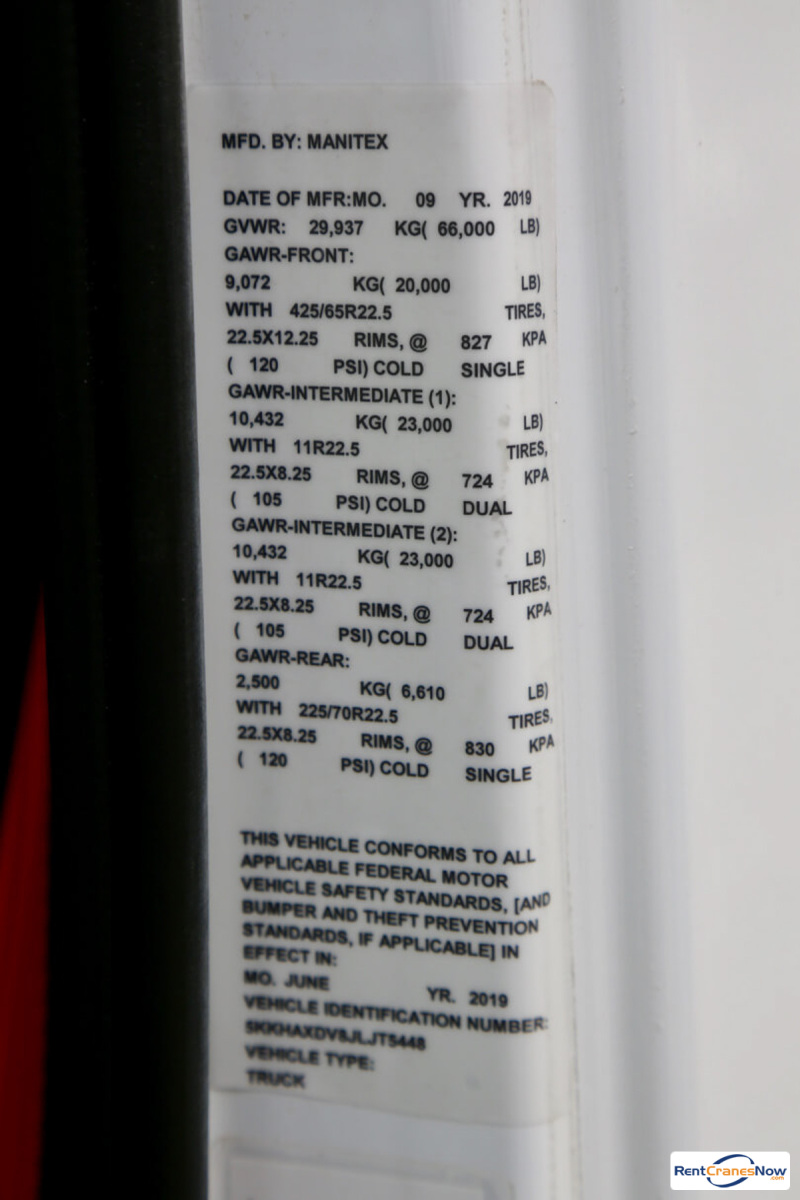 MFD. BY: MANITEX
DATE OF MFR:MO. 09 YR. 2019
GVWR: 29,937 KG( 66,000 LB)
GAWR-FRONT:
9,072 KG( 20,000 LB)
WITH 425/65R22.5 TIRES,
22.5X12.25 RIMS, @ 827 KPA
( 120 PSI) COLD SINGLE
GAWR-INTERMEDIATE (1):
10,432 KG( 23,000 LB)
WITH 11R22.5 TIRES,
22.5X8.25 RIMS, @ 724 KPA
( 105 PSI) COLD DUAL
GAWR-INTERMEDIATE (2):
10,432 KG( 23,000 LB)
WITH 11R22.5 TIRES,
22.5X8.25 RIMS, @ 724 KPA
( 105 PSI) COLD DUAL
GAWR-REAR:
2,500 KG( 6,610 LB)
WITH 225/70R22.5 TIRES,
22.5X8.25 RIMS, @ 830 KPA
( 120 PSI) COLD SINGLE
THIS VEHICLE CONFORMS TO ALL
APPLICABLE FEDERAL MOTOR
VEHICLE SAFETY STANDARDS, [AND
BUMPER AND THEFT PREVENTION
STANDARDS, IF APPLICABLE] IN
EFFECT IN:
MO. JUNE YR. 2019
VEHICLE IDENTIFICATION NUMBER:
VEHICLE TYPE:
TRUCK
RentCranesNow.com